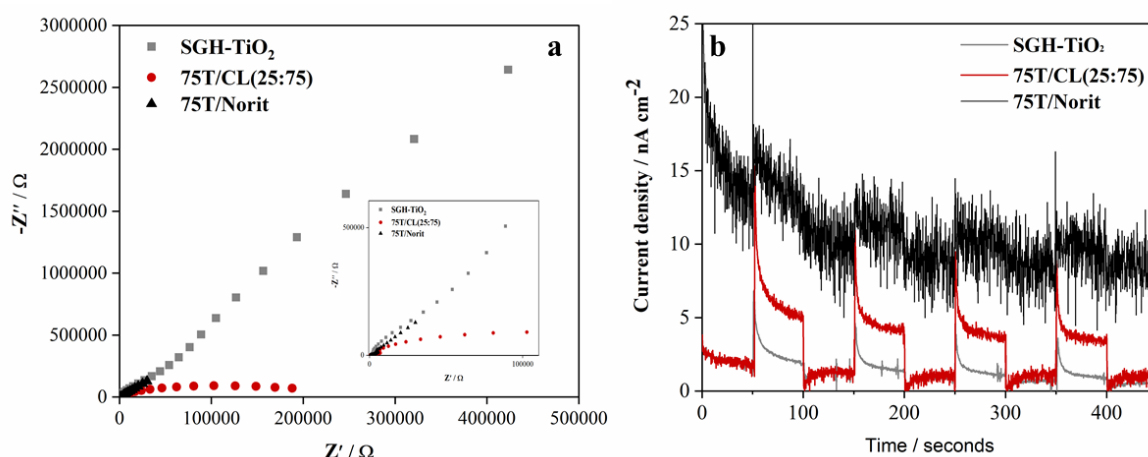 a
SGH-TiO₂
75T/CL(25:75)
75T/Norit
-Z'' / Ω
3000000
2500000
2000000
1500000
1000000
500000
0
0
100000
200000
300000
400000
500000
Z' / Ω
SGH-TiO₂
75T/CL(25:75)
75T/Norit
-Z'' / Ω
500000
0
0
100000
Z' / Ω
b
SGH-TiO₂
75T/CL(25:75)
75T/Norit
Current density / nA cm⁻²
25
20
15
10
5
0
0
100
200
300
400
Time / seconds